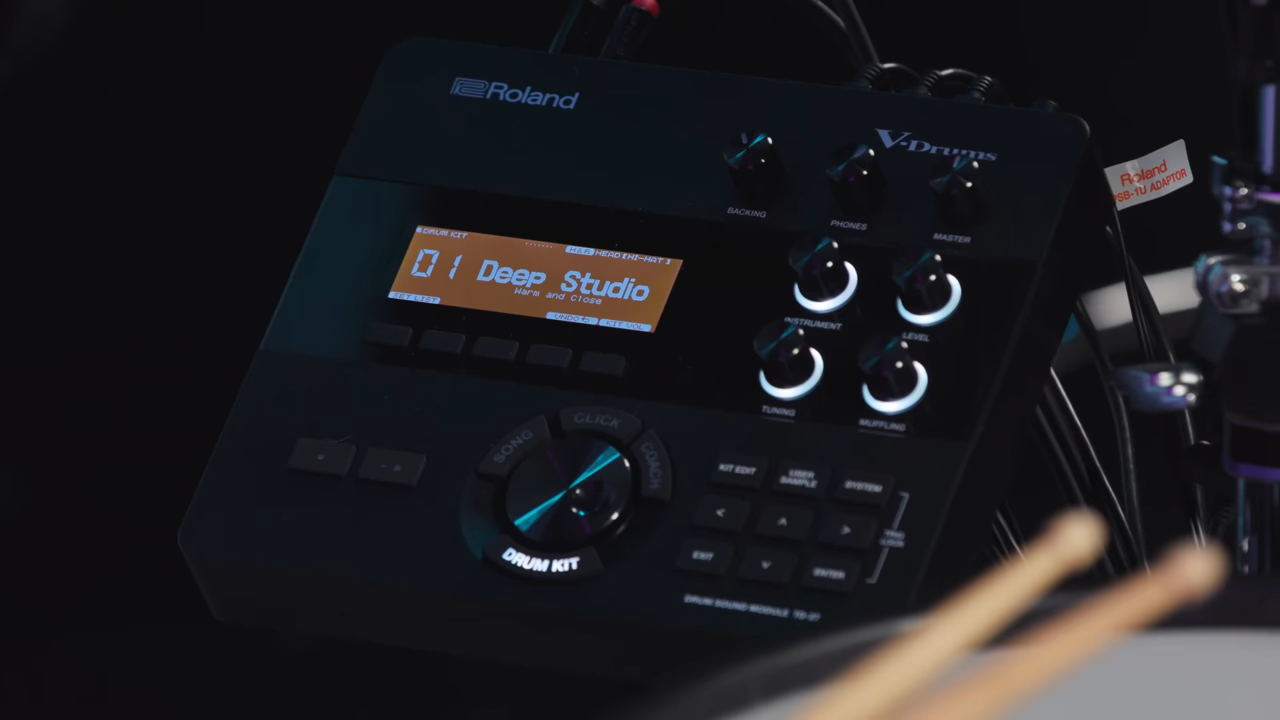 Roland
V-Drums
BACKING
PHONES
MASTER
Roland
PSB-1U ADAPTOR
DRUM KIT
H&R HEAD [HI-HAT]
01 Deep Studio
Warm and Close
SET LIST
UNDO
KIT VOL
INSTRUMENT
LEVEL
TUNING
MUFFLING
SONG
CLICK
COACH
DRUM KIT
KIT EDIT
USER
SAMPLE
SYSTEM
EXIT
ENTER
DRUM SOUND MODULE TD-27